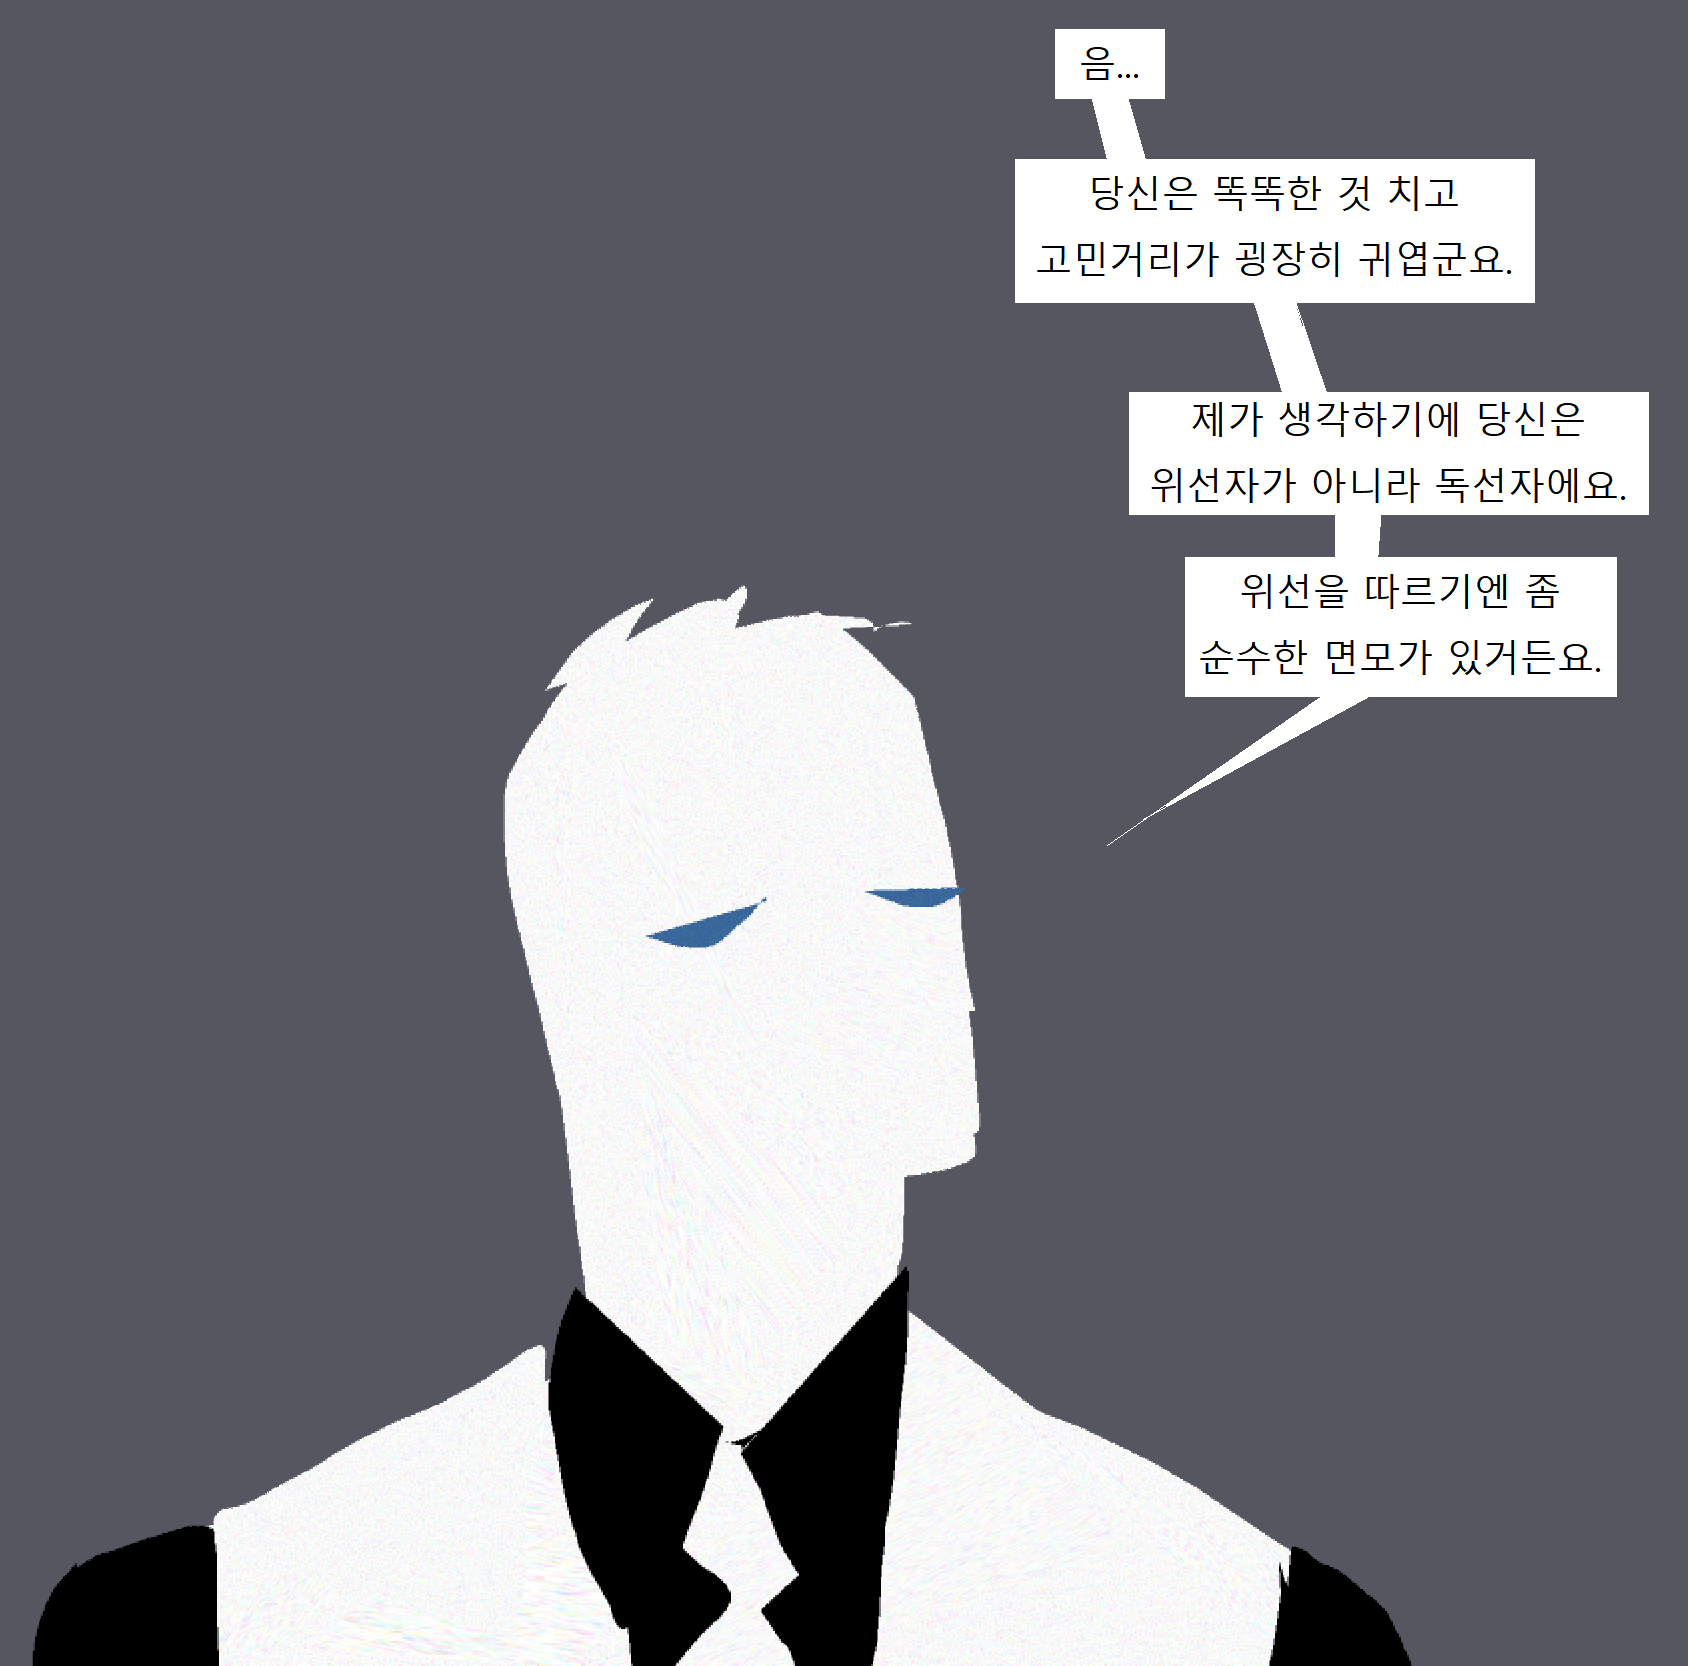 음...
당신은 똑똑한 것 치고
고민거리가 굉장히 귀엽군요.
제가 생각하기에 당신은
위선자가 아니라 독선자에요.
위선을 따르기엔 좀
순수한 면모가 있거든요.